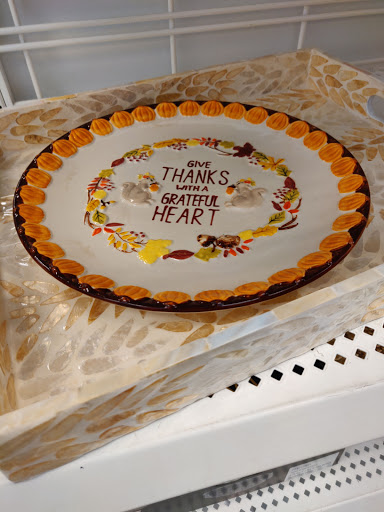 GIVE
THANKS
WITH A
GRATEFUL
HEART